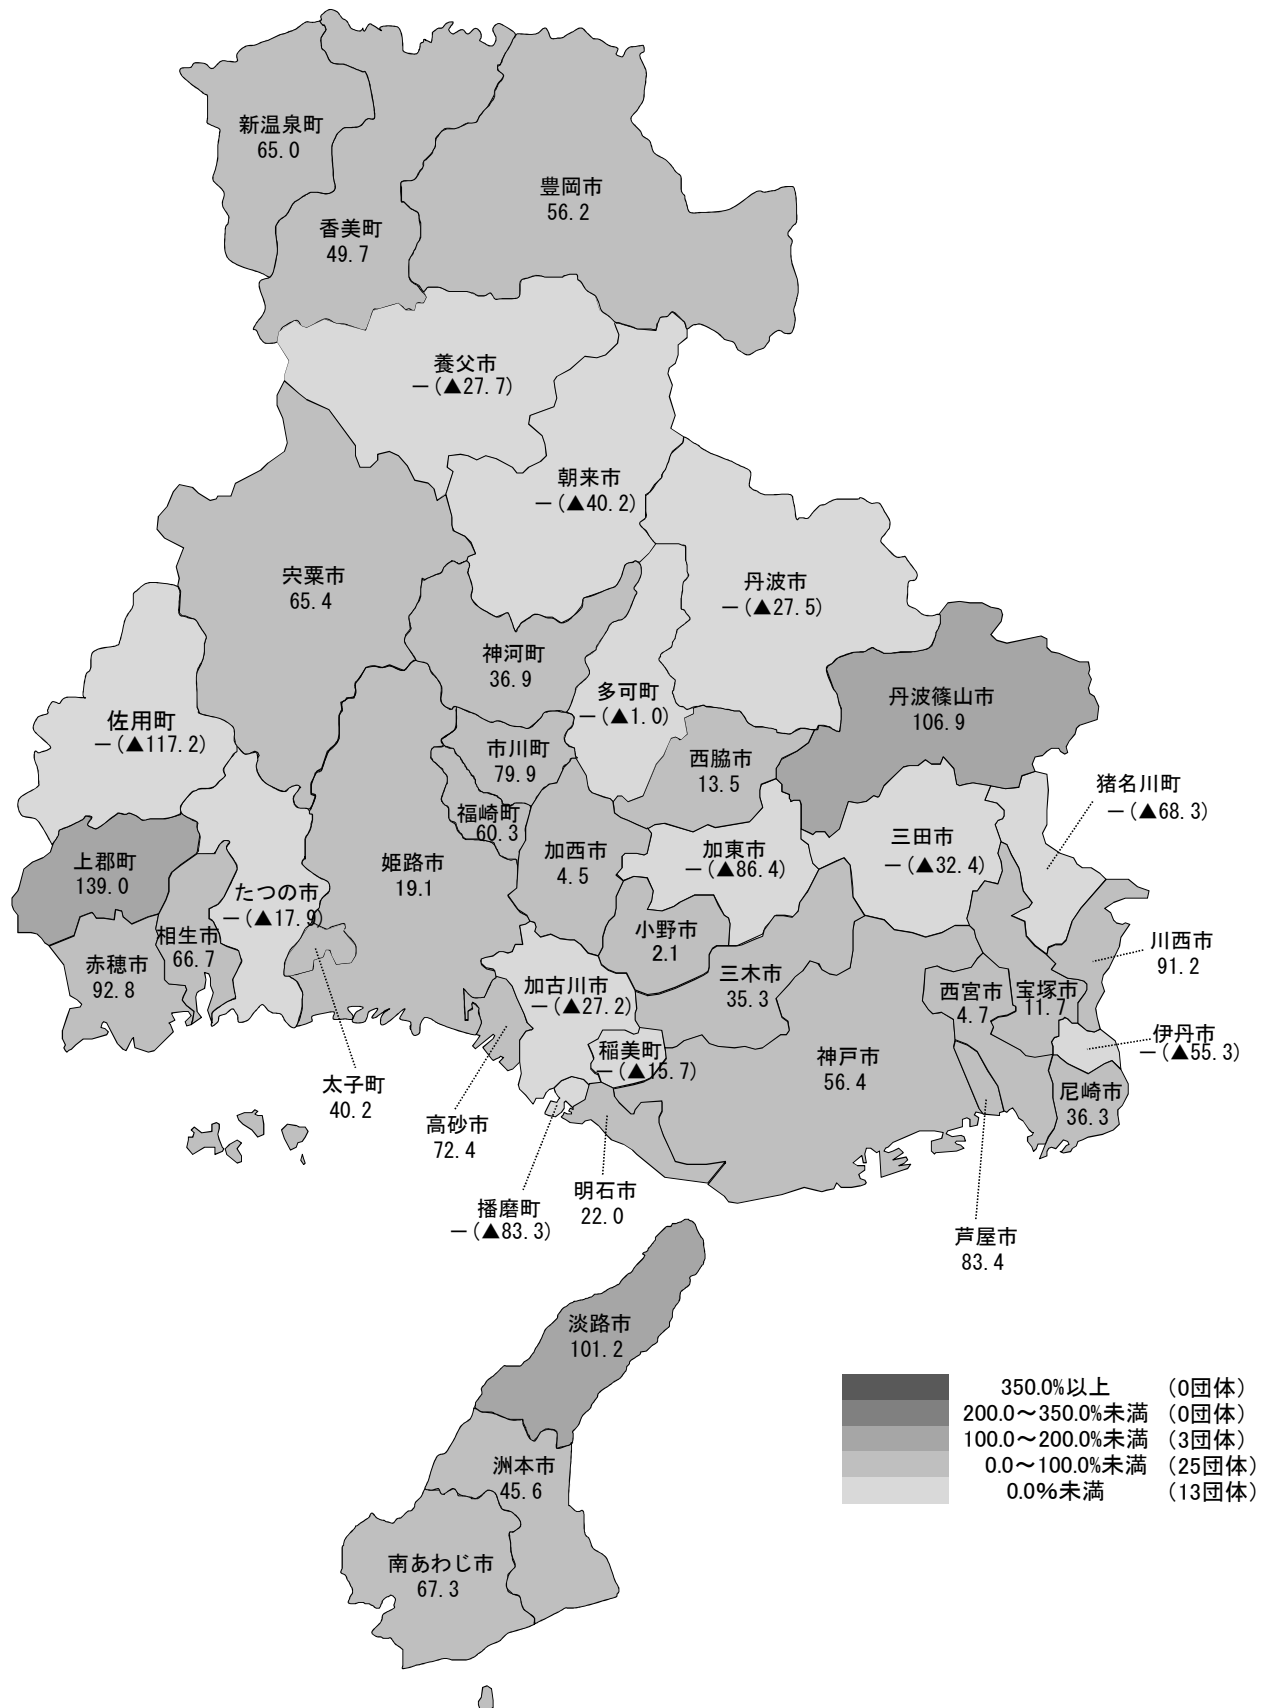 新温泉町
65.0
豊岡市
56.2
香美町
49.7
養父市
－(▲27.7)
朝来市
－(▲40.2)
宍粟市
65.4
丹波市
－(▲27.5)
神河町
36.9
多可町
－(▲1.0)
丹波篠山市
106.9
佐用町
－(▲117.2)
市川町
79.9
西脇市
13.5
猪名川町
－(▲68.3)
福崎町
60.3
三田市
－(▲32.4)
上郡町
139.0
姫路市
19.1
加西市
4.5
加東市
－(▲86.4)
たつの市
－(▲17.9)
相生市
66.7
小野市
2.1
川西市
91.2
赤穂市
92.8
三木市
35.3
加古川市
－(▲27.2)
西宮市
4.7
宝塚市
11.7
伊丹市
－(▲55.3)
稲美町
－(▲15.7)
神戸市
56.4
太子町
40.2
尼崎市
36.3
高砂市
72.4
明石市
22.0
播磨町
－(▲83.3)
芦屋市
83.4
淡路市
101.2
洲本市
45.6
南あわじ市
67.3
350.0%以上 (0団体)
200.0～350.0%未満 (0団体)
100.0～200.0%未満 (3団体)
0.0～100.0%未満 (25団体)
0.0%未満 (13団体)